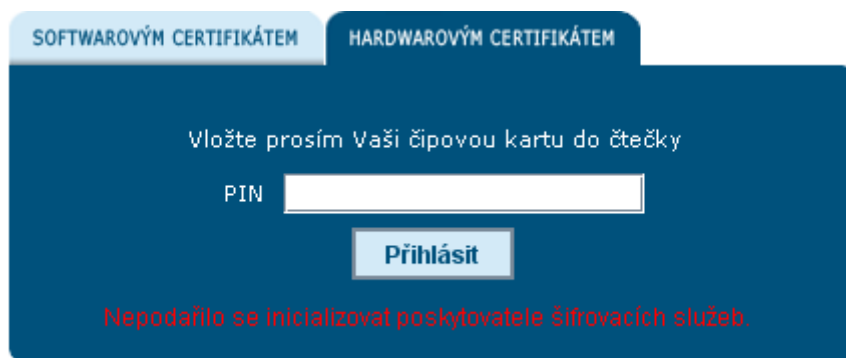 SOFTWAROVÝM CERTIFIKÁTEM
HARDWAROVÝM CERTIFIKÁTEM
Vložte prosím Vaši čipovou kartu do čtečky
PIN
Přihlásit
Nepodařilo se inicializovat poskytovatele šifrovacích služeb.